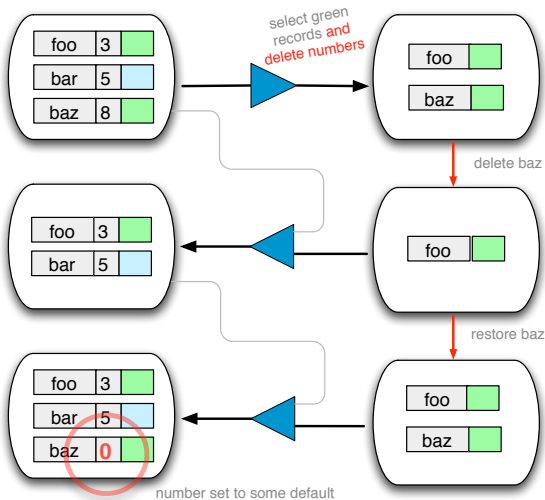 select green
records and
delete numbers
foo 3
bar 5
baz 8
foo
baz
delete baz
foo 3
bar 5
foo
restore baz
foo 3
bar 5
baz 0
foo
baz
number set to some default